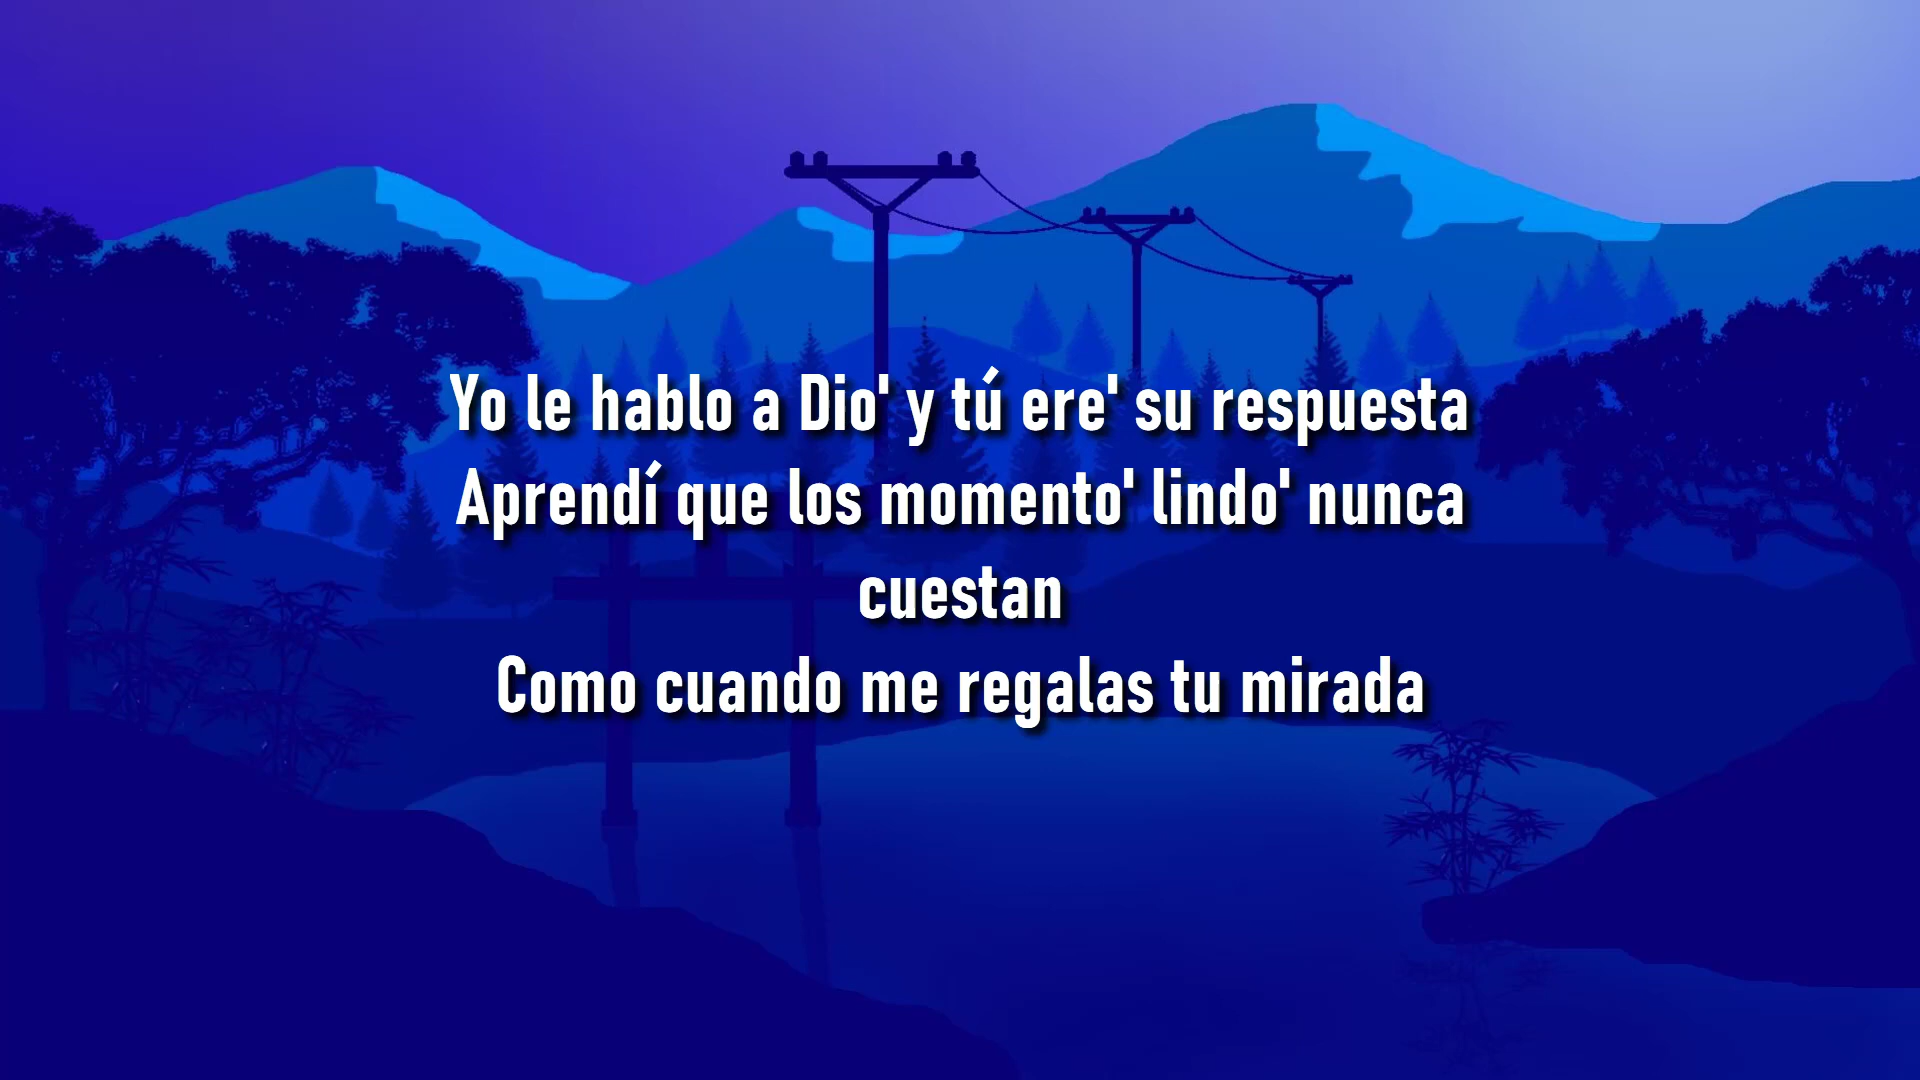 Yo le hablo a Dio' y tú ere' su respuesta
Aprendí que los momento' lindo' nunca
cuestan
Como cuando me regalas tu mirada